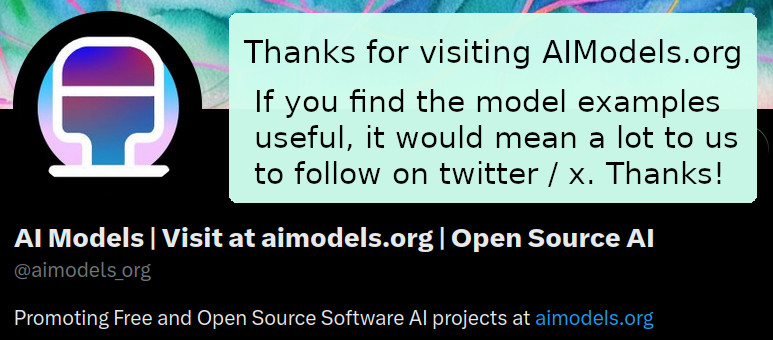 Thanks for visiting AIModels.org
If you find the model examples
useful, it would mean a lot to us
to follow on twitter / x. Thanks!
AI Models | Visit at aimodels.org | Open Source AI
@aimodels_org
Promoting Free and Open Source Software AI projects at aimodels.org